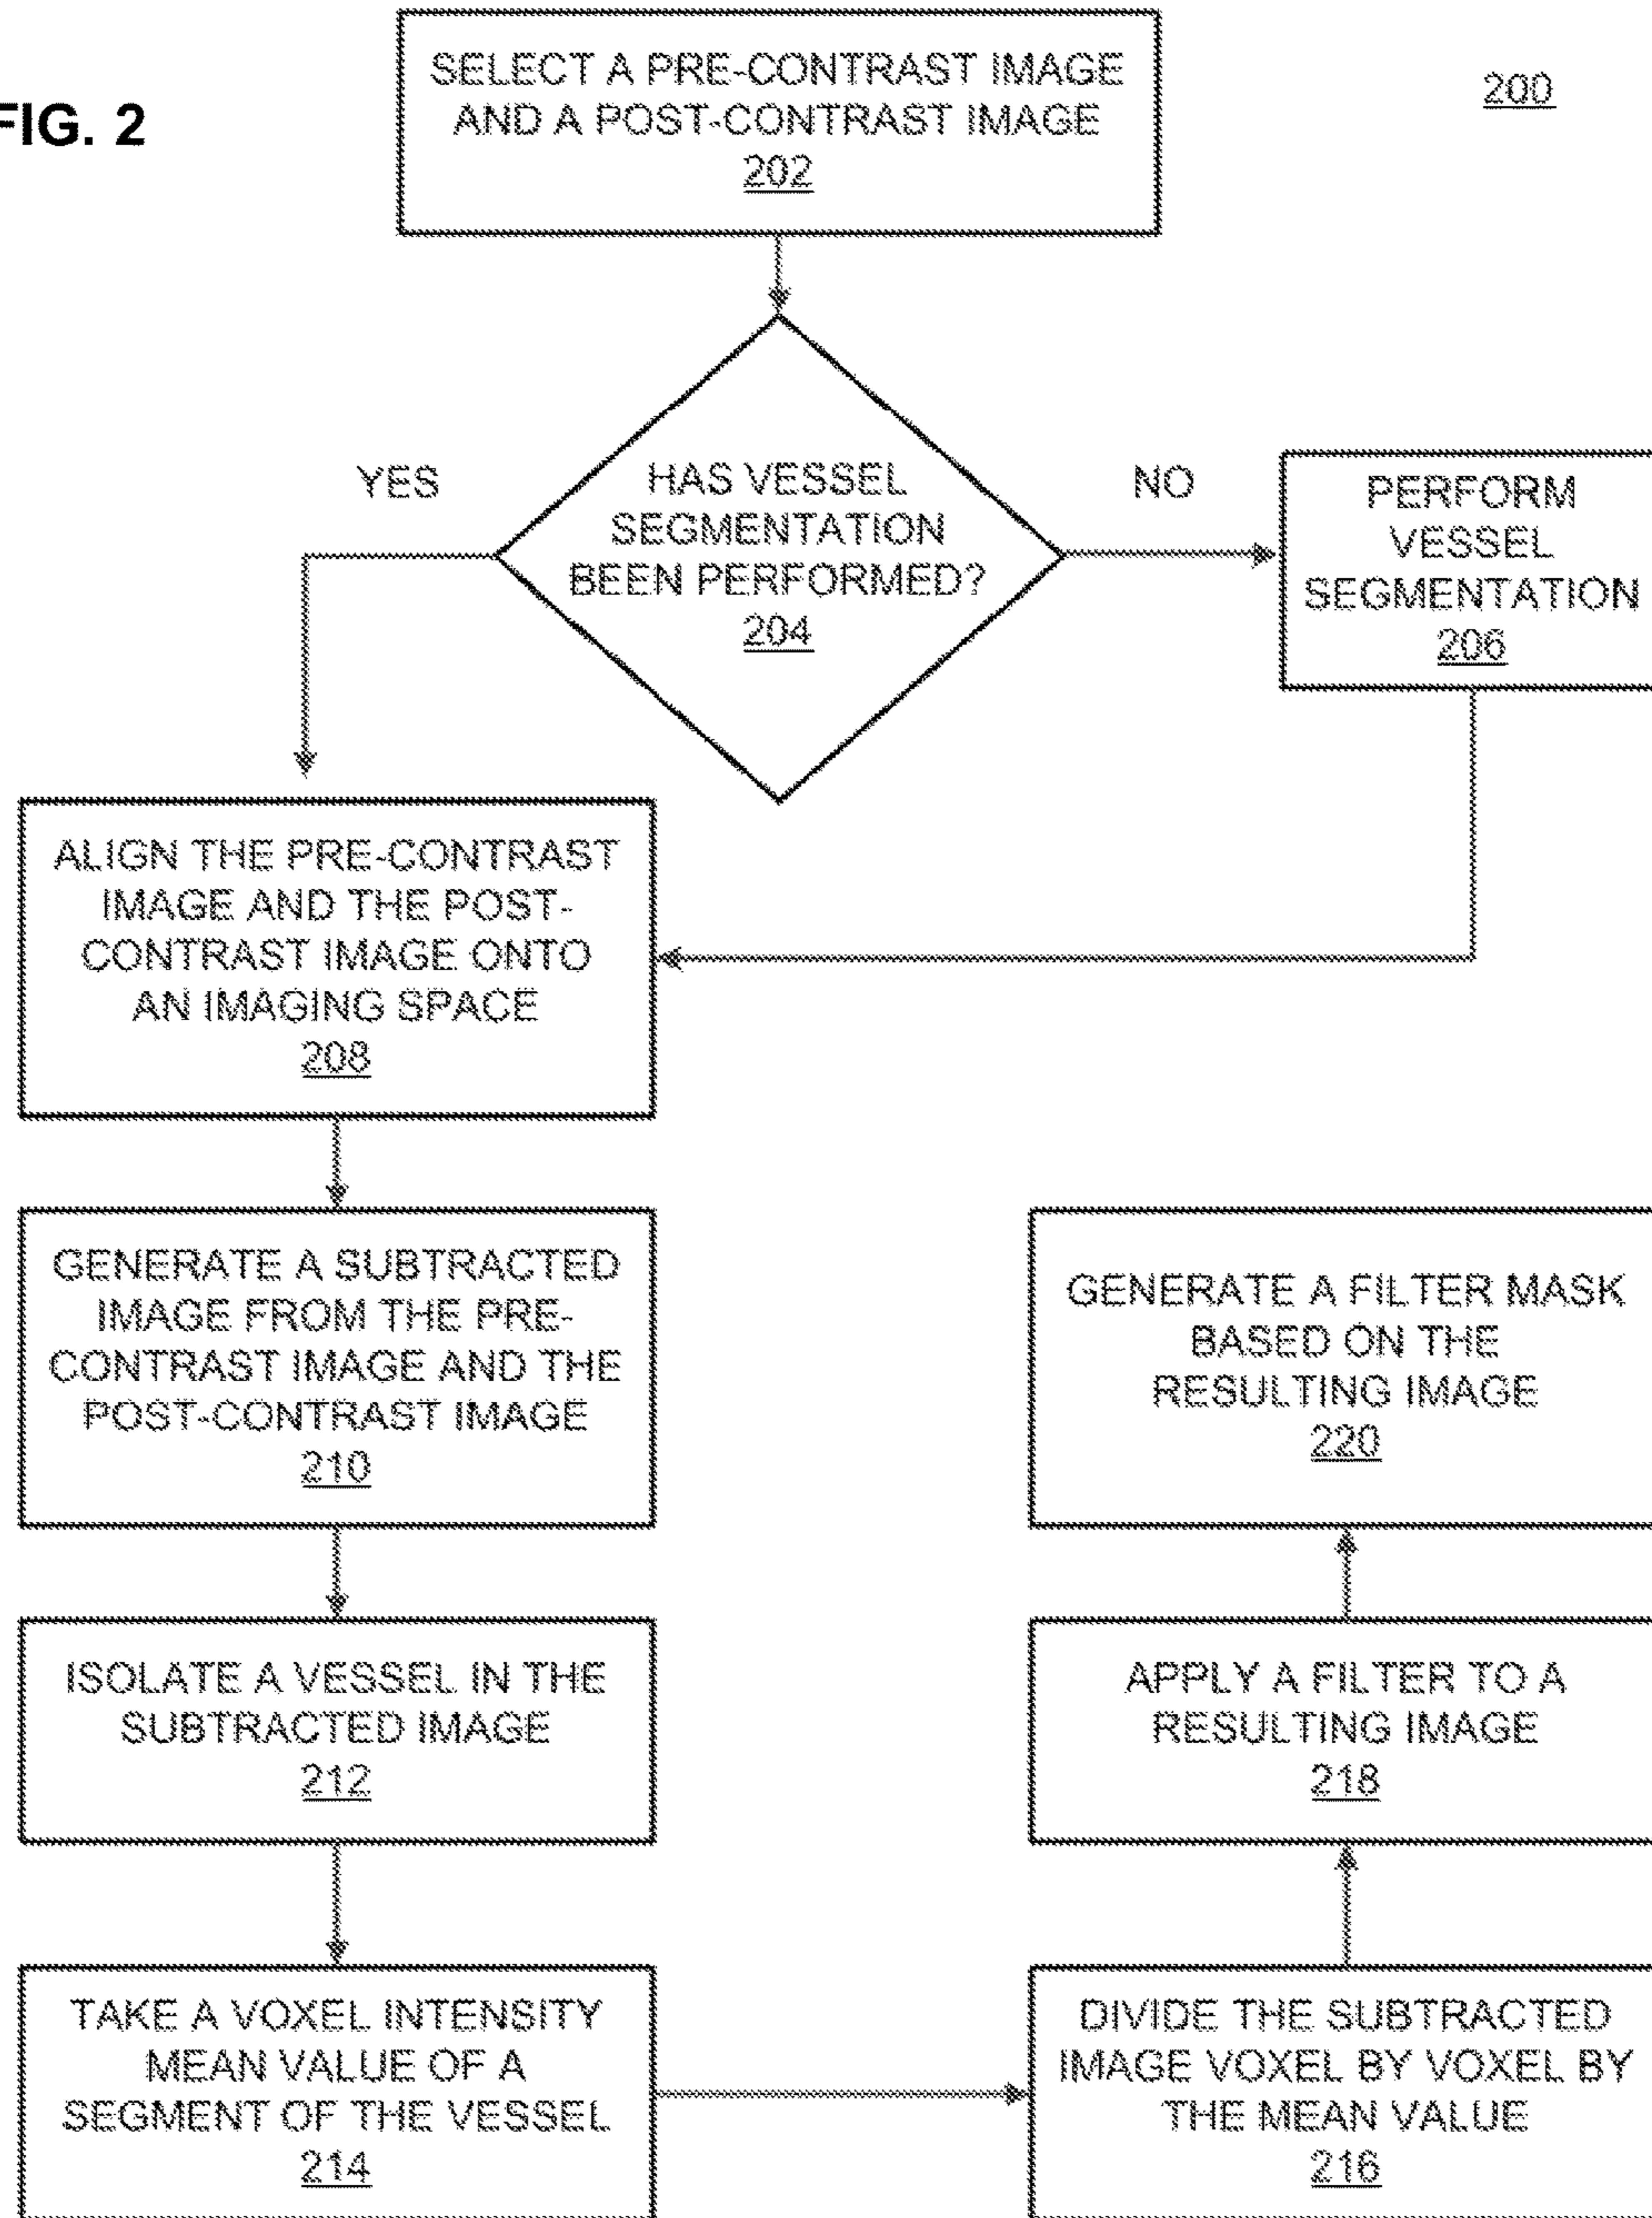 FIG. 2
200
SELECT A PRE-CONTRAST IMAGE
AND A POST-CONTRAST IMAGE
202
HAS VESSEL
SEGMENTATION
BEEN PERFORMED?
204
YES
NO
PERFORM
VESSEL
SEGMENTATION
206
ALIGN THE PRE-CONTRAST
IMAGE AND THE POST-
CONTRAST IMAGE ONTO
AN IMAGING SPACE
208
GENERATE A SUBTRACTED
IMAGE FROM THE PRE-
CONTRAST IMAGE AND THE
POST-CONTRAST IMAGE
210
ISOLATE A VESSEL IN THE
SUBTRACTED IMAGE
212
TAKE A VOXEL INTENSITY
MEAN VALUE OF A
SEGMENT OF THE VESSEL
214
DIVIDE THE SUBTRACTED
IMAGE VOXEL BY VOXEL BY
THE MEAN VALUE
216
APPLY A FILTER TO A
RESULTING IMAGE
218
GENERATE A FILTER MASK
BASED ON THE
RESULTING IMAGE
220